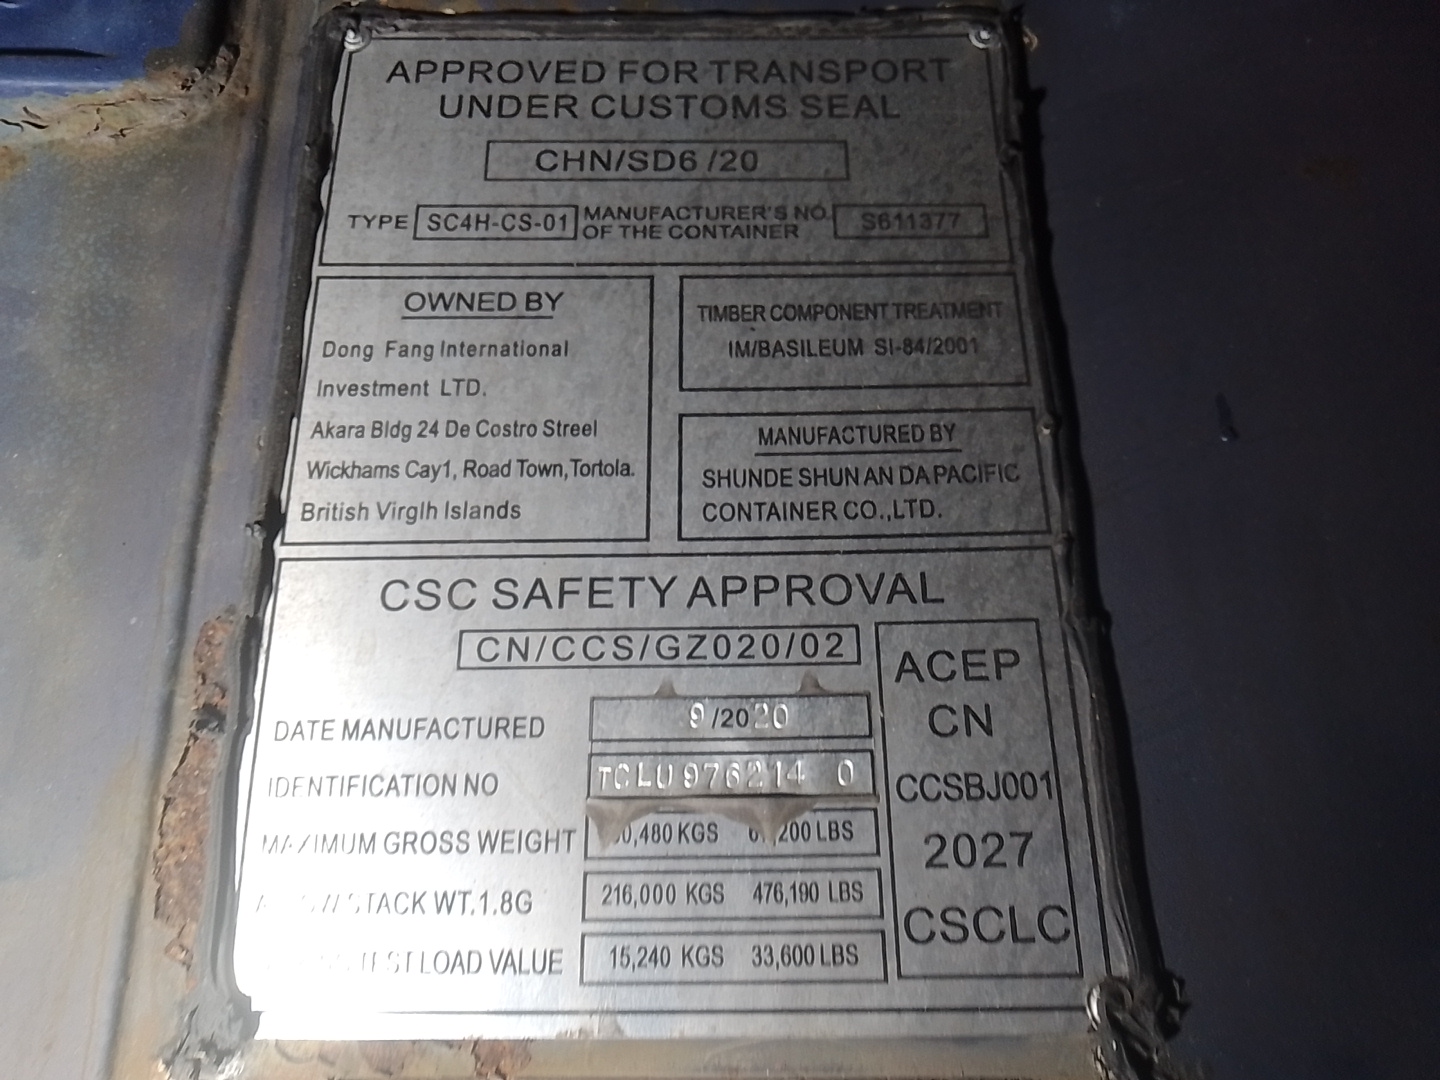 APPROVED FOR TRANSPORT
UNDER CUSTOMS SEAL
CHN/SD6 /20
TYPE SC4H-CS-01 MANUFACTURER'S NO.
OF THE CONTAINER S611377
OWNED BY
Dong Fang International
Investment LTD.
Akara Bldg 24 De Costro Streel
Wickhams Cay1, Road Town, Tortola.
British Virglh Islands
TIMBER COMPONENT TREATMENT
IM/BASILEUM SI-84/2001
MANUFACTURED BY
SHUNDE SHUN AN DA PACIFIC
CONTAINER CO.,LTD.
CSC SAFETY APPROVAL
CN/CCS/GZ020/02
DATE MANUFACTURED 9/2020
IDENTIFICATION NO TCLU 976214 0
MAXIMUM GROSS WEIGHT KGS LBS
STACK WT.1.8G 216,000 KGS 476,190 LBS
TEST LOAD VALUE 15,240 KGS 33,600 LBS
ACEP
CN
CCSBJ001
2027
CSCLC